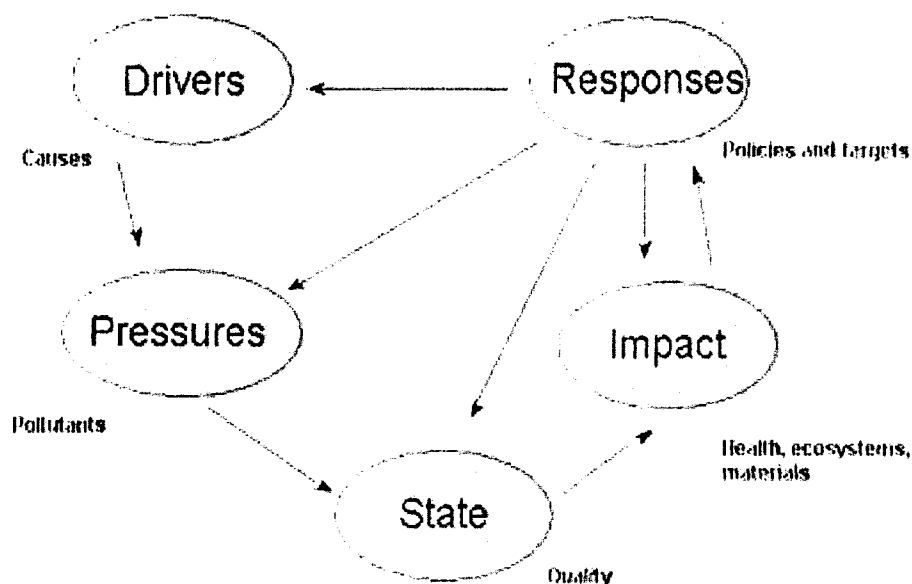 Drivers
Responses
Causes
Policies and targets
Pressures
Impact
Pollutants
Health, ecosystems,
materials
State
Quality